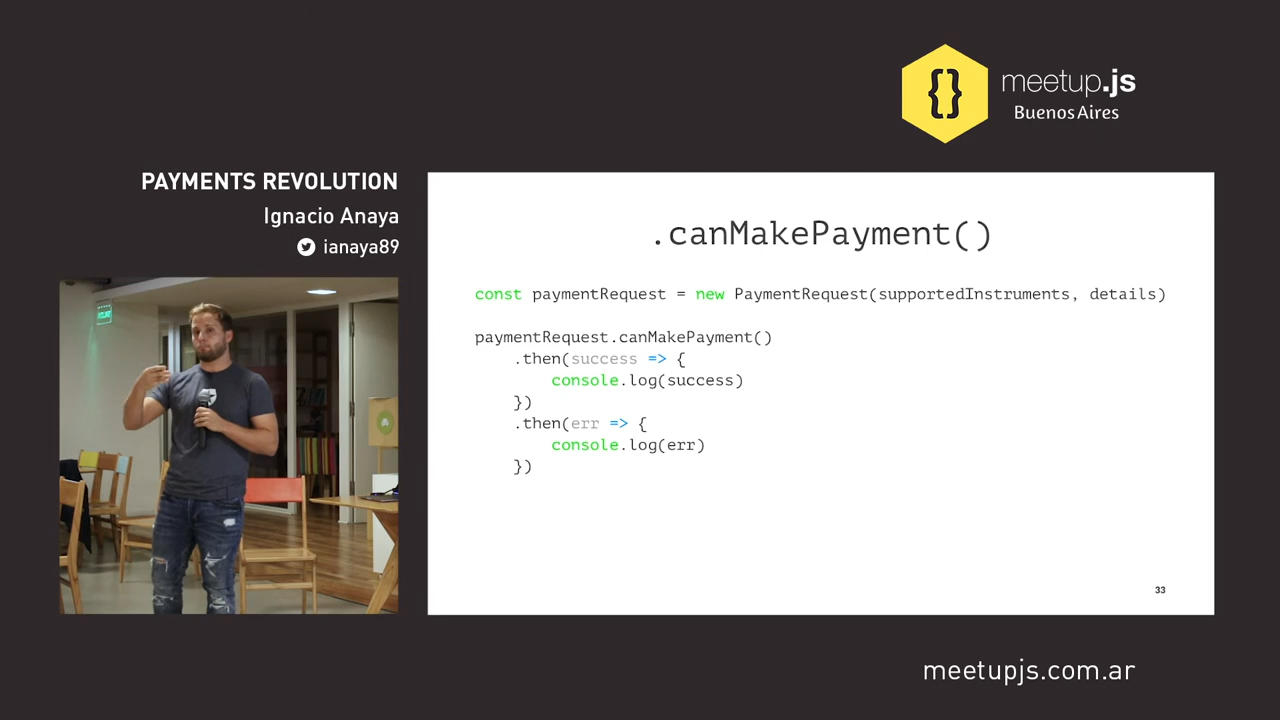 {}
meetup.js
Buenos Aires
PAYMENTS REVOLUTION
Ignacio Anaya
ianaya89
.canMakePayment()
const paymentRequest = new PaymentRequest(supportedInstruments, details)
paymentRequest.canMakePayment()
    .then(success => {
        console.log(success)
    })
    .then(err => {
        console.log(err)
    })
33
meetupjs.com.ar